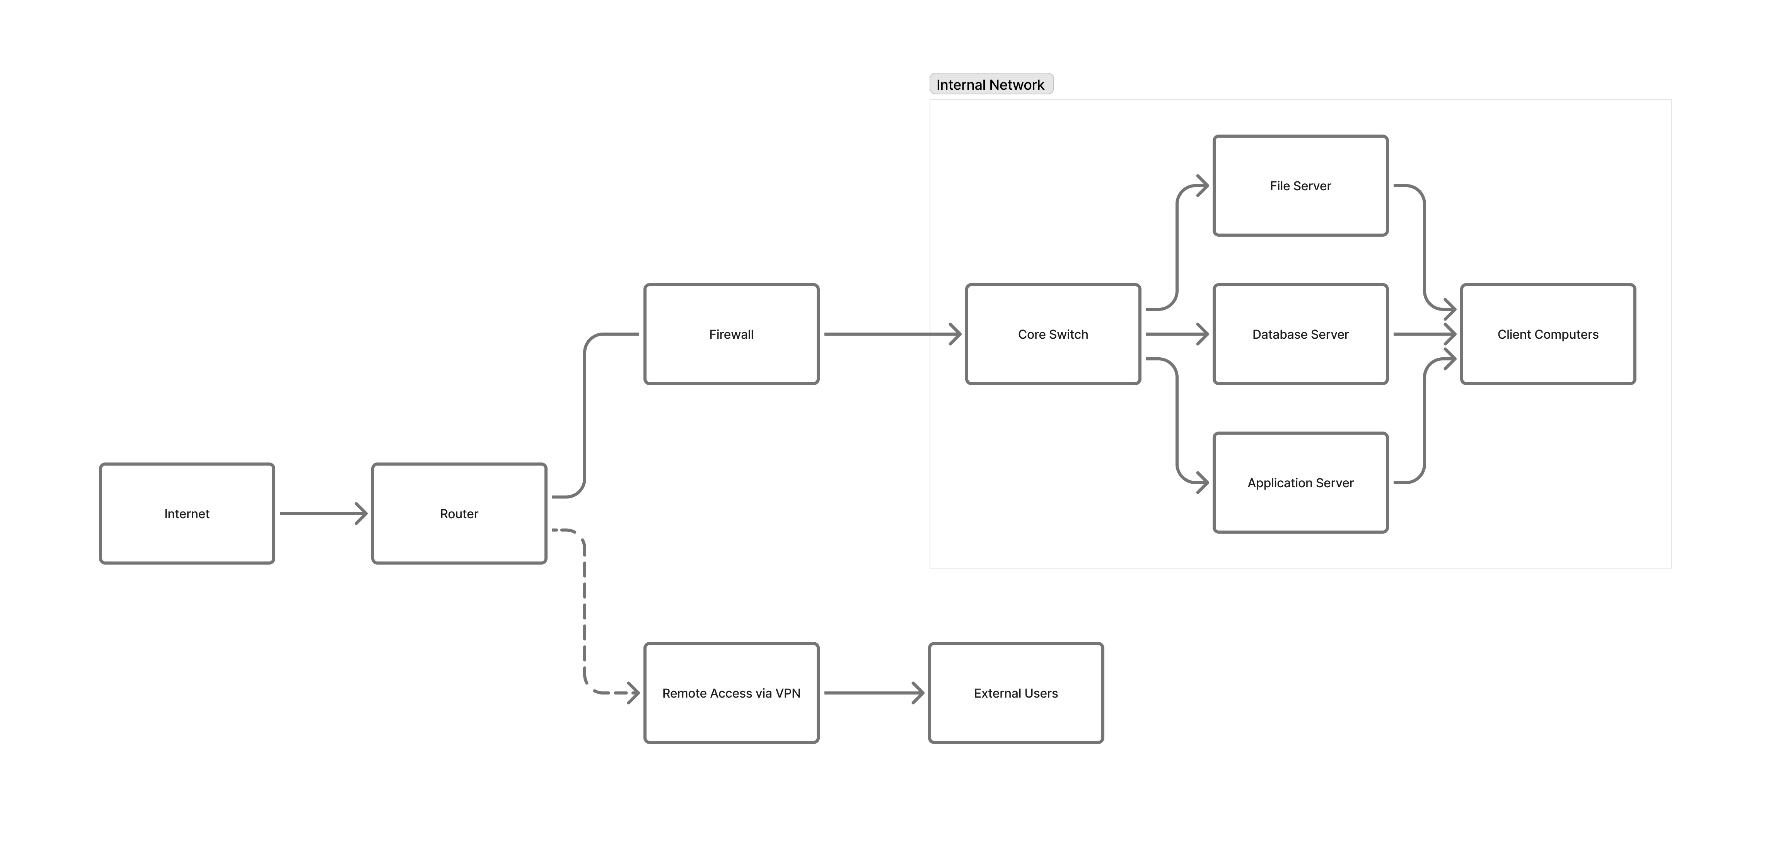 Internal Network
File Server
Firewall
Core Switch
Database Server
Client Computers
Internet
Router
Application Server
Remote Access via VPN
External Users